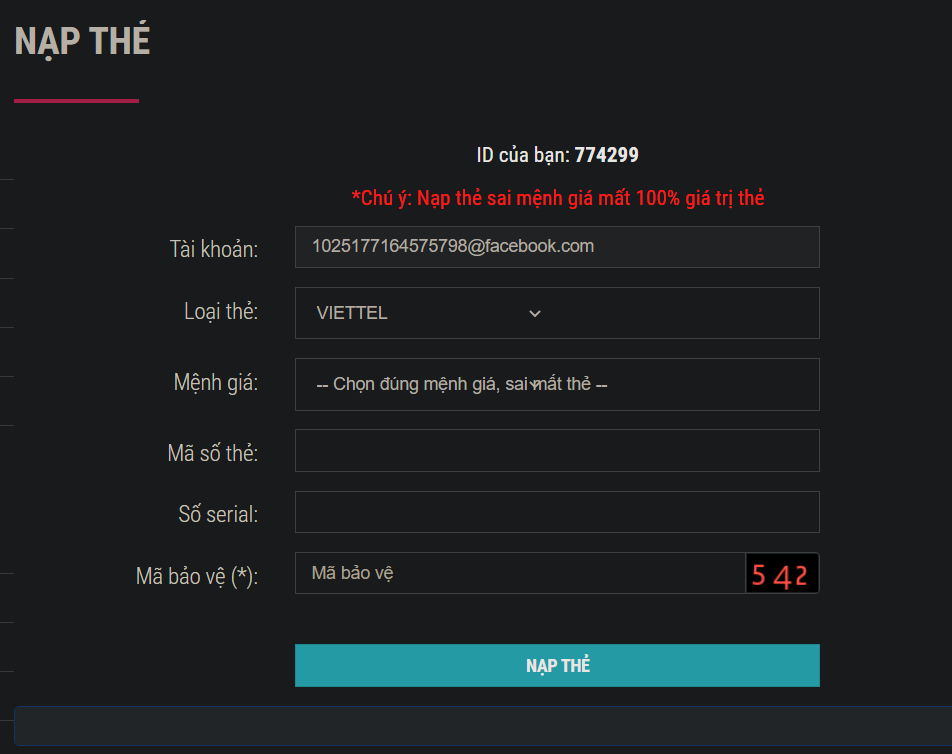 NẠP THẺ
ID của bạn: 774299
*Chú ý: Nạp thẻ sai mệnh giá mất 100% giá trị thẻ
Tài khoản: 1025177164575798@facebook.com
Loại thẻ: VIETTEL
Mệnh giá: -- Chọn đúng mệnh giá, sai mất thẻ --
Mã số thẻ:
Số serial:
Mã bảo vệ (*): Mã bảo vệ 542
NẠP THẺ